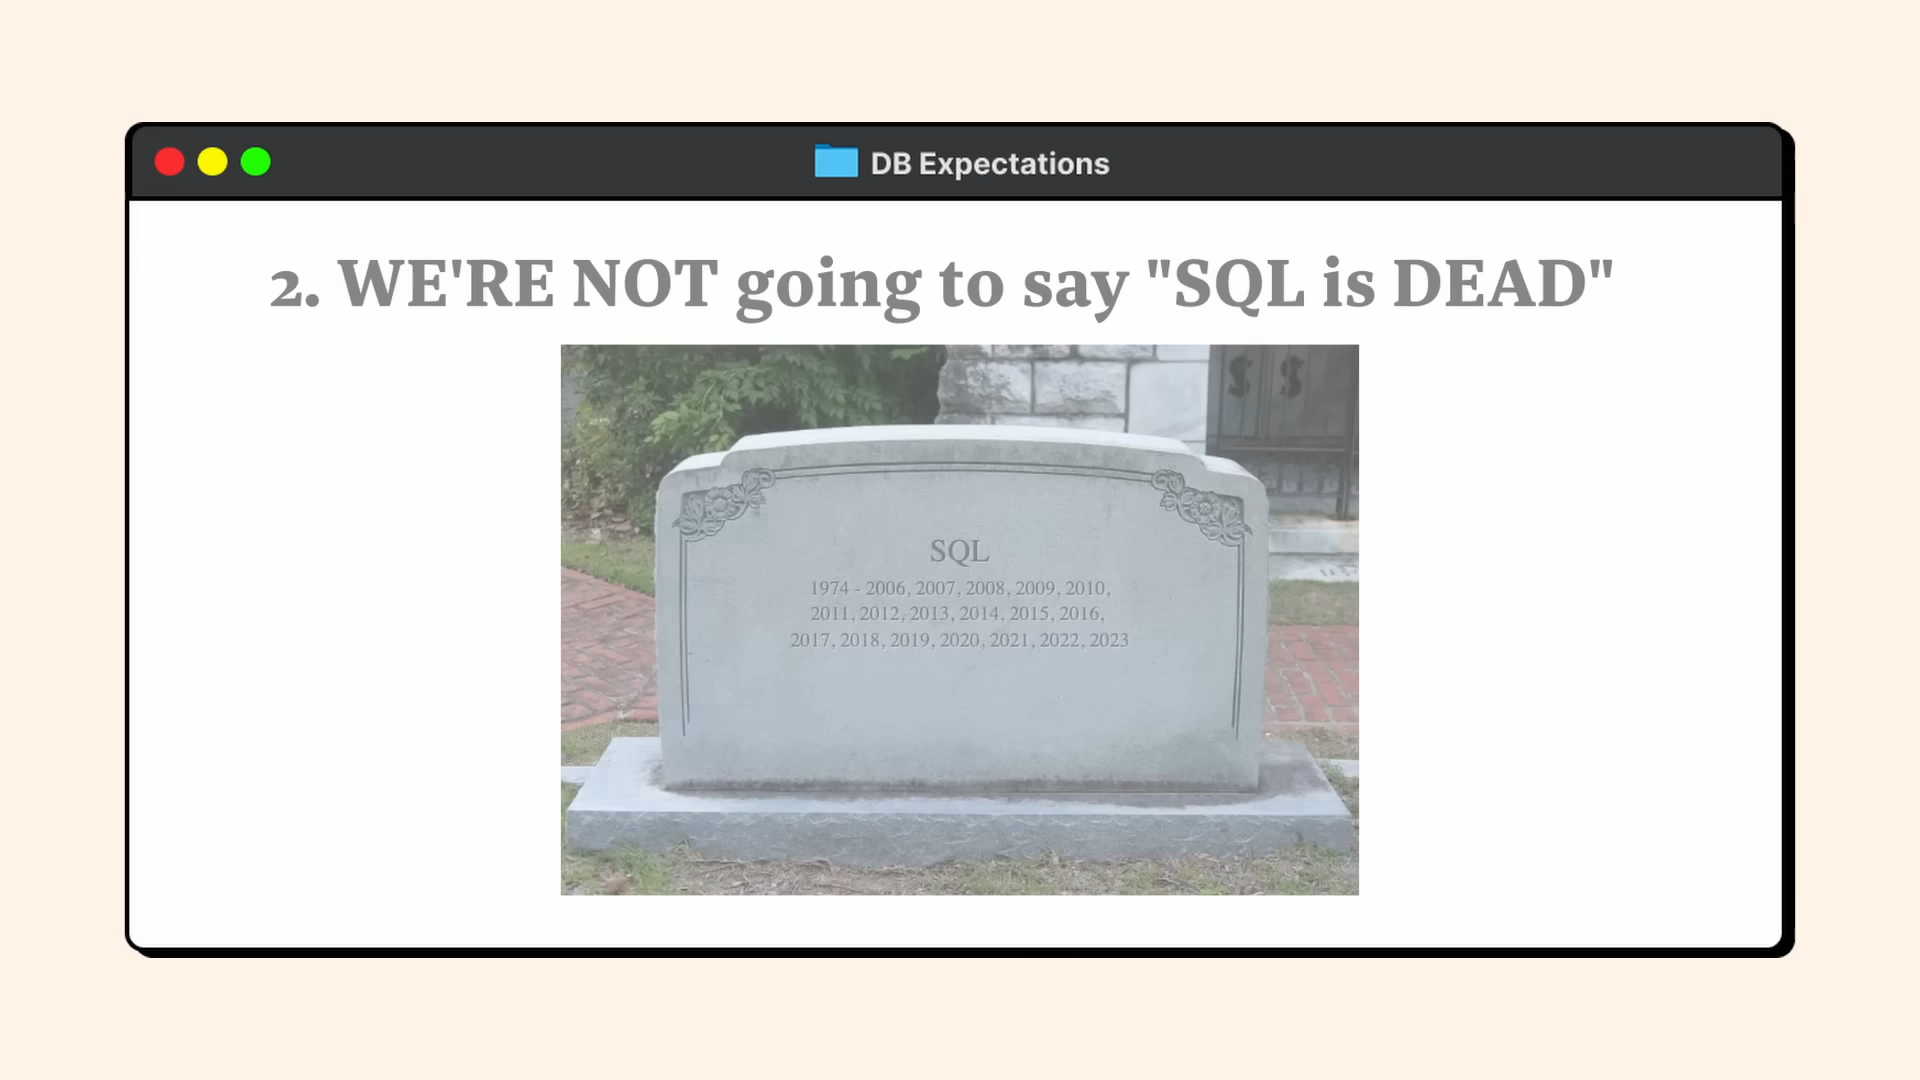 DB Expectations
2. WE'RE NOT going to say "SQL is DEAD"
SQL
1974 - 2006, 2007, 2008, 2009, 2010,
2011, 2012, 2013, 2014, 2015, 2016,
2017, 2018, 2019, 2020, 2021, 2022, 2023